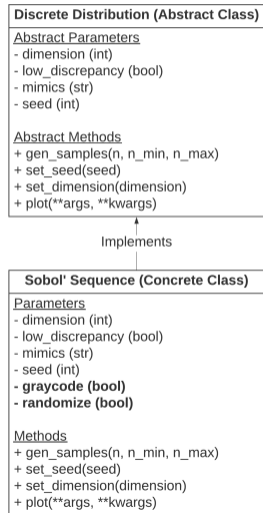 Discrete Distribution (Abstract Class)
Abstract Parameters
- dimension (int)
- low_discrepancy (bool)
- mimics (str)
- seed (int)
Abstract Methods
+ gen_samples(n, n_min, n_max)
+ set_seed(seed)
+ set_dimension(dimension)
+ plot(**args, **kwargs)
Implements
Sobol' Sequence (Concrete Class)
Parameters
- dimension (int)
- low_discrepancy (bool)
- mimics (str)
- seed (int)
- graycode (bool)
- randomize (bool)
Methods
+ gen_samples(n, n_min, n_max)
+ set_seed(seed)
+ set_dimension(dimension)
+ plot(**args, **kwargs)